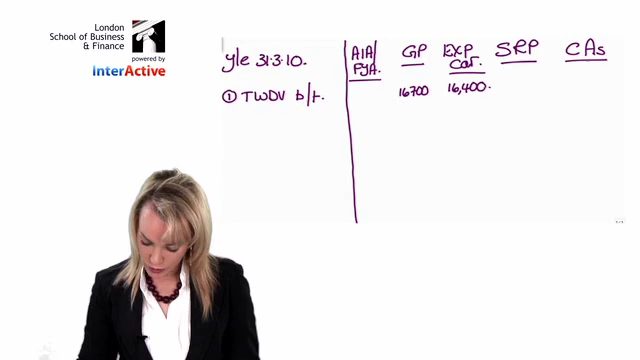 London
School of Business
& Finance
powered by
InterActive
y/e 31.3.10.
AIA/
FYA.
GP
EXP
Car.
SRP
CAs
① TWDV b/f.
16700
16,400.